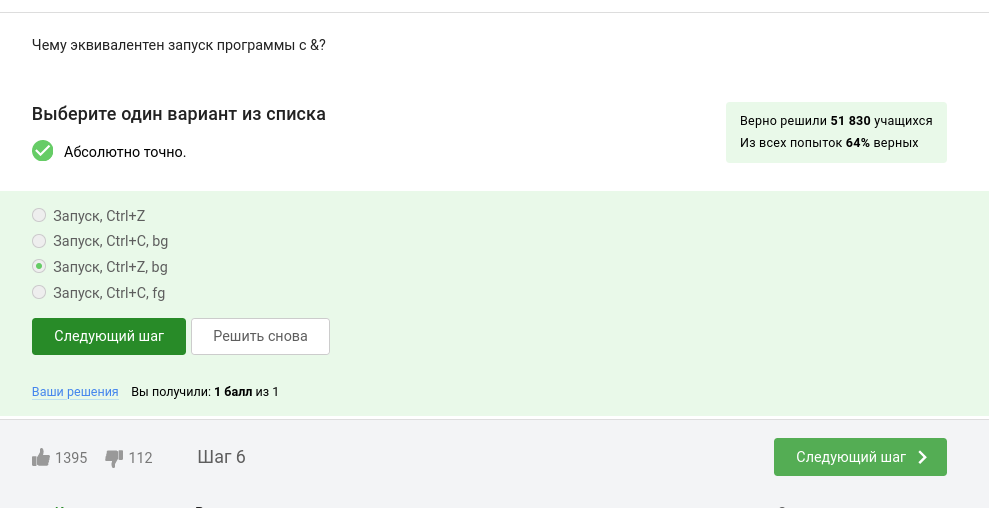 Чему эквивалентен запуск программы с &?
Выберите один вариант из списка
Абсолютно точно.
Верно решили 51 830 учащихся
Из всех попыток 64% верных
Запуск, Ctrl+Z
Запуск, Ctrl+C, bg
Запуск, Ctrl+Z, bg
Запуск, Ctrl+C, fg
Следующий шаг
Решить снова
Ваши решения Вы получили: 1 балл из 1
1395 112 Шаг 6
Следующий шаг